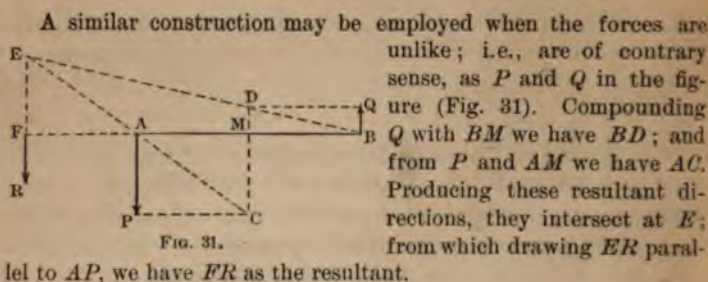 A similar construction may be employed when the forces are
unlike; i.e., are of contrary
sense, as P and Q in the fig-
ure (Fig. 31). Compounding
Q with BM we have BD; and
from P and AM we have AC.
Producing these resultant di-
rections, they intersect at E;
from which drawing ER paral-
lel to AP, we have FR as the resultant.
E
D
Q
F
A
M
B
R
P
C
FIG. 31.